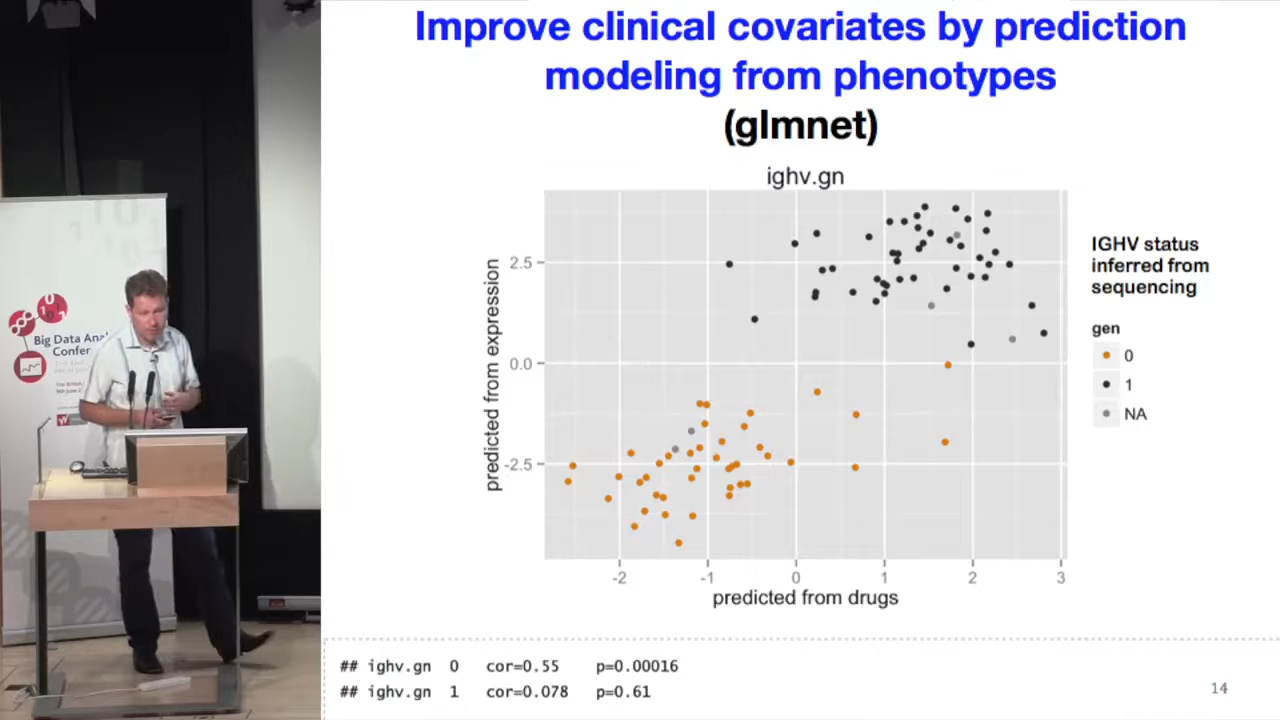 Improve clinical covariates by prediction
modeling from phenotypes
(glmnet)
ighv.gn
predicted from expression
2.5
0.0
-2.5
-2
-1
0
1
2
3
predicted from drugs
IGHV status
inferred from
sequencing
gen
0
1
NA
## ighv.gn 0 cor=0.55 p=0.00016
## ighv.gn 1 cor=0.078 p=0.61
14
Big Data Ana
Confer